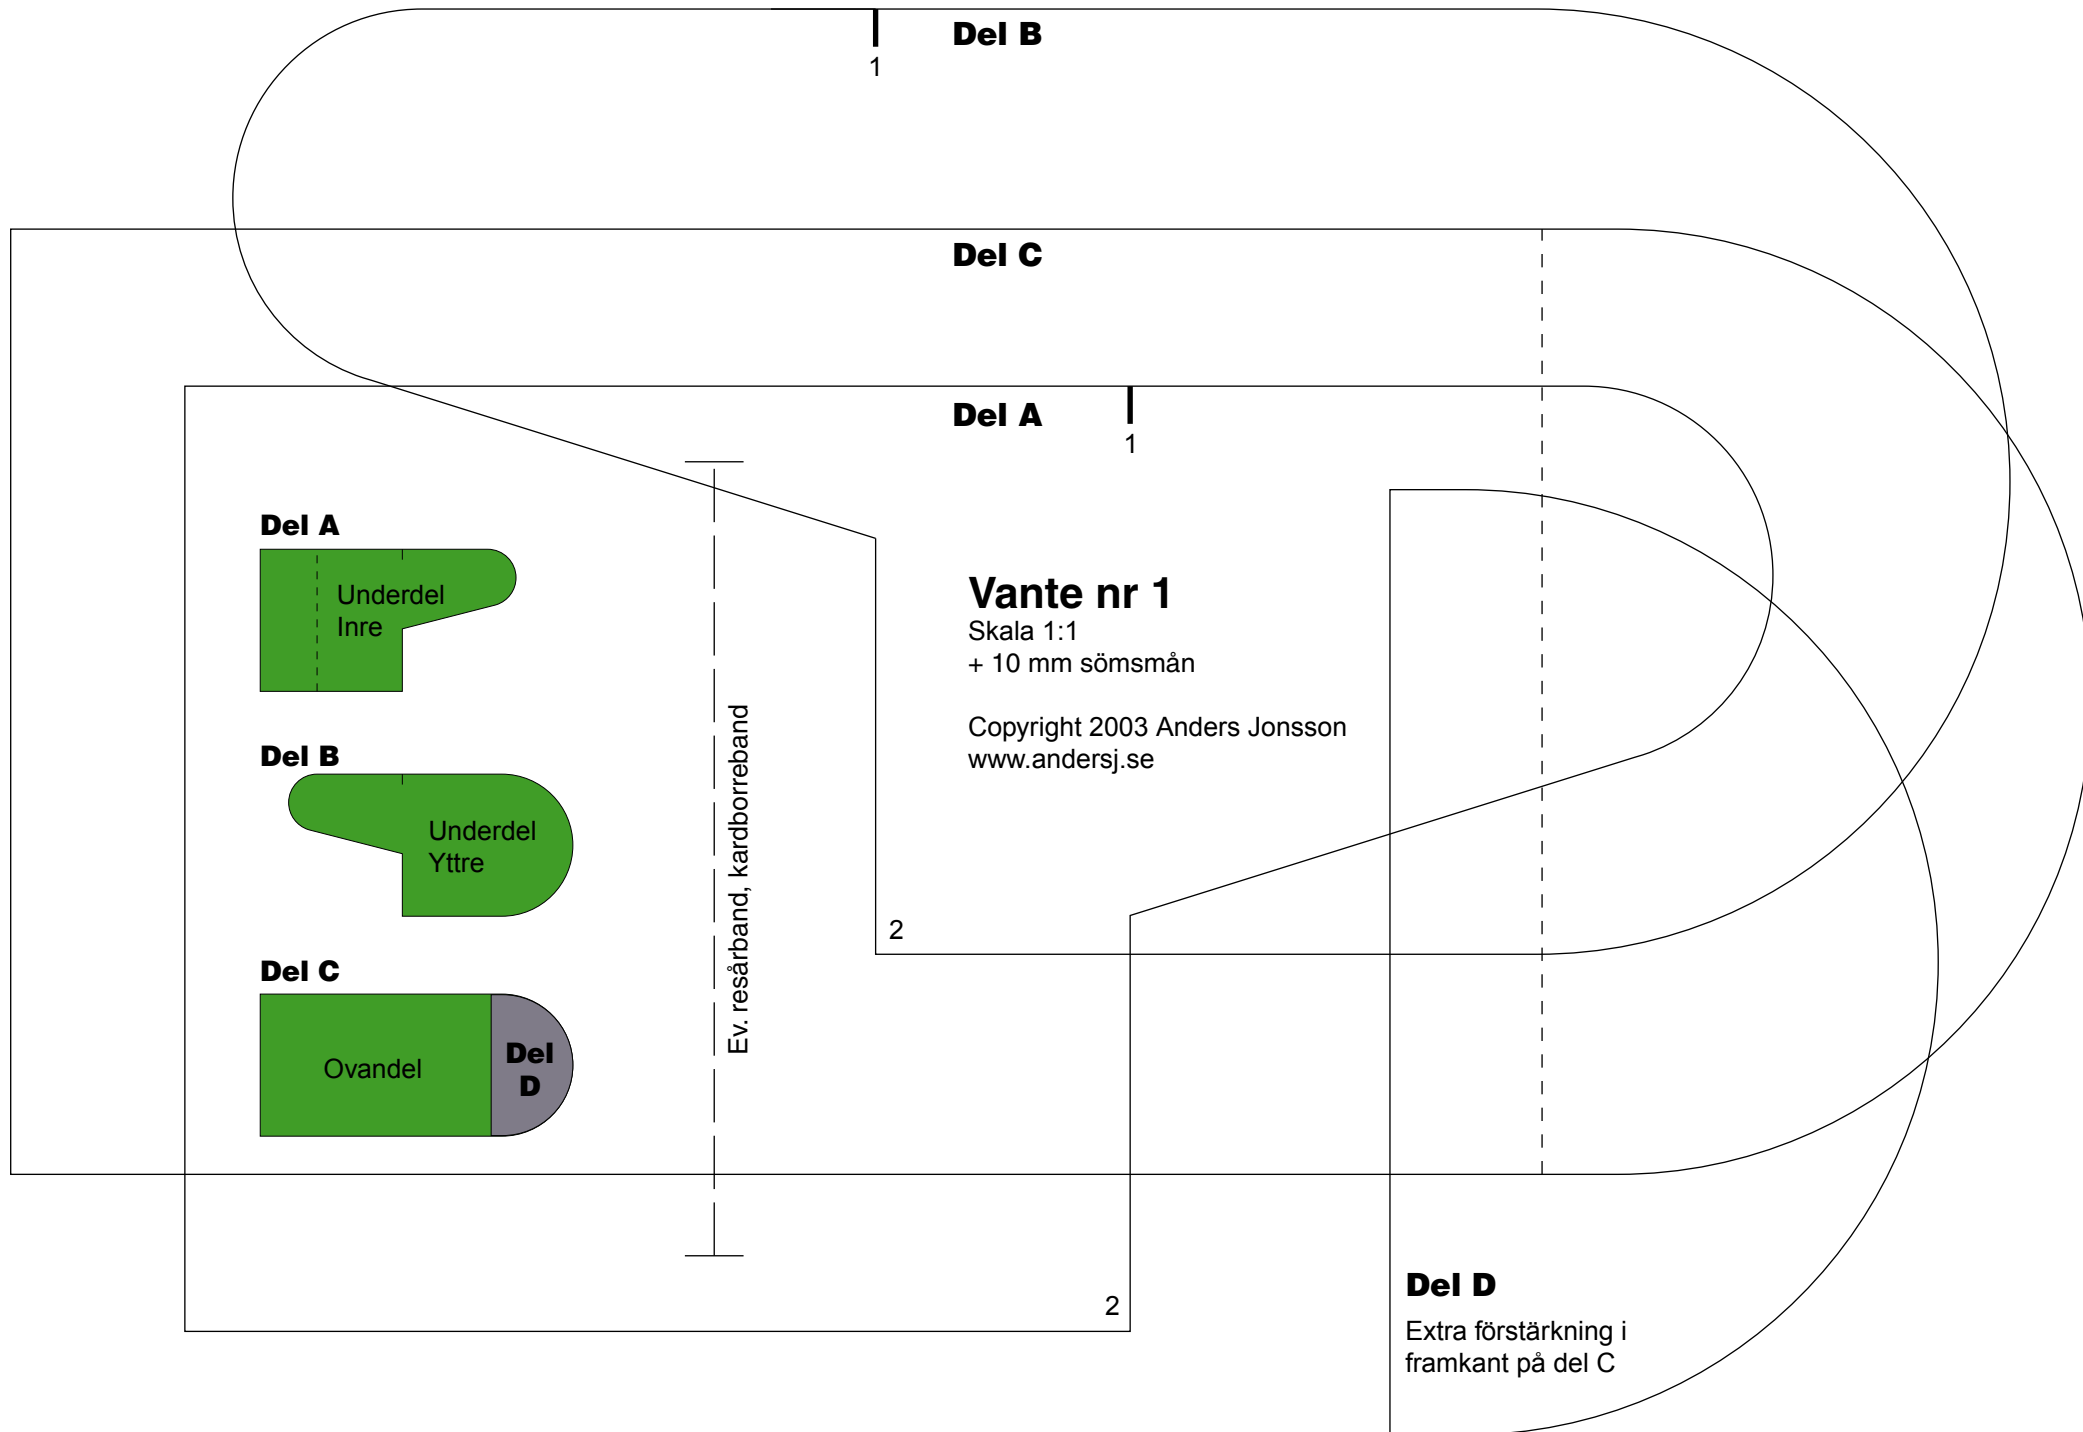 Del B
1
Del C
Del A
1
Del A
Underdel
Inre
Vante nr 1
Skala 1:1
+ 10 mm sömsmån
Copyright 2003 Anders Jonsson
www.andersj.se
Del B
Underdel
Yttre
Ev. resårband, kardborreband
2
Del C
Ovandel
Del
D
2
Del D
Extra förstärkning i
framkant på del C